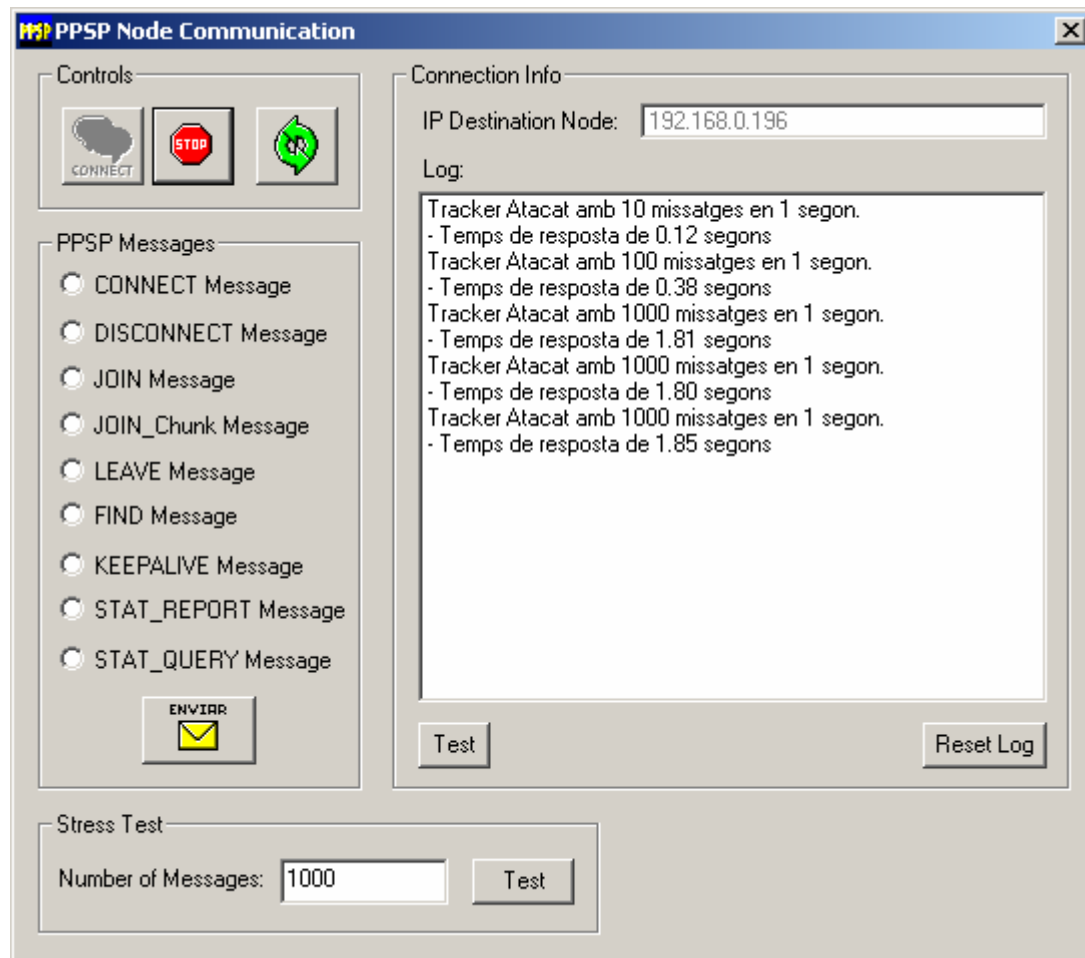 PPSP PPSP Node Communication
Controls
CONNECT
STOP
PPSP Messages
CONNECT Message
DISCONNECT Message
JOIN Message
JOIN_Chunk Message
LEAVE Message
FIND Message
KEEPALIVE Message
STAT_REPORT Message
STAT_QUERY Message
ENVIAR
Connection Info
IP Destination Node: 192.168.0.196
Log:
Tracker Atacat amb 10 missatges en 1 segon.
- Temps de resposta de 0.12 segons
Tracker Atacat amb 100 missatges en 1 segon.
- Temps de resposta de 0.38 segons
Tracker Atacat amb 1000 missatges en 1 segon.
- Temps de resposta de 1.81 segons
Tracker Atacat amb 1000 missatges en 1 segon.
- Temps de resposta de 1.80 segons
Tracker Atacat amb 1000 missatges en 1 segon.
- Temps de resposta de 1.85 segons
Test
Reset Log
Stress Test
Number of Messages: 1000
Test